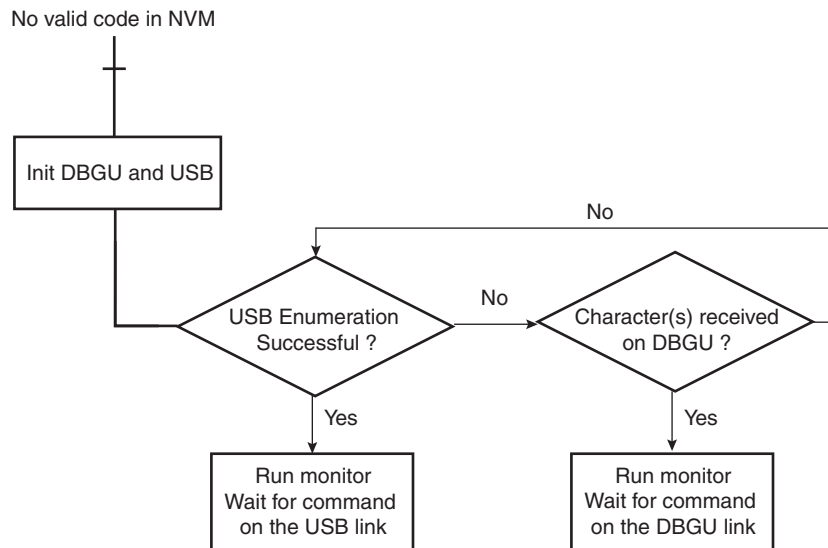 No valid code in NVM
Init DBGU and USB
No
USB Enumeration
Successful ?
No
Character(s) received
on DBGU ?
Yes
Yes
Run monitor
Wait for command
on the USB link
Run monitor
Wait for command
on the DBGU link